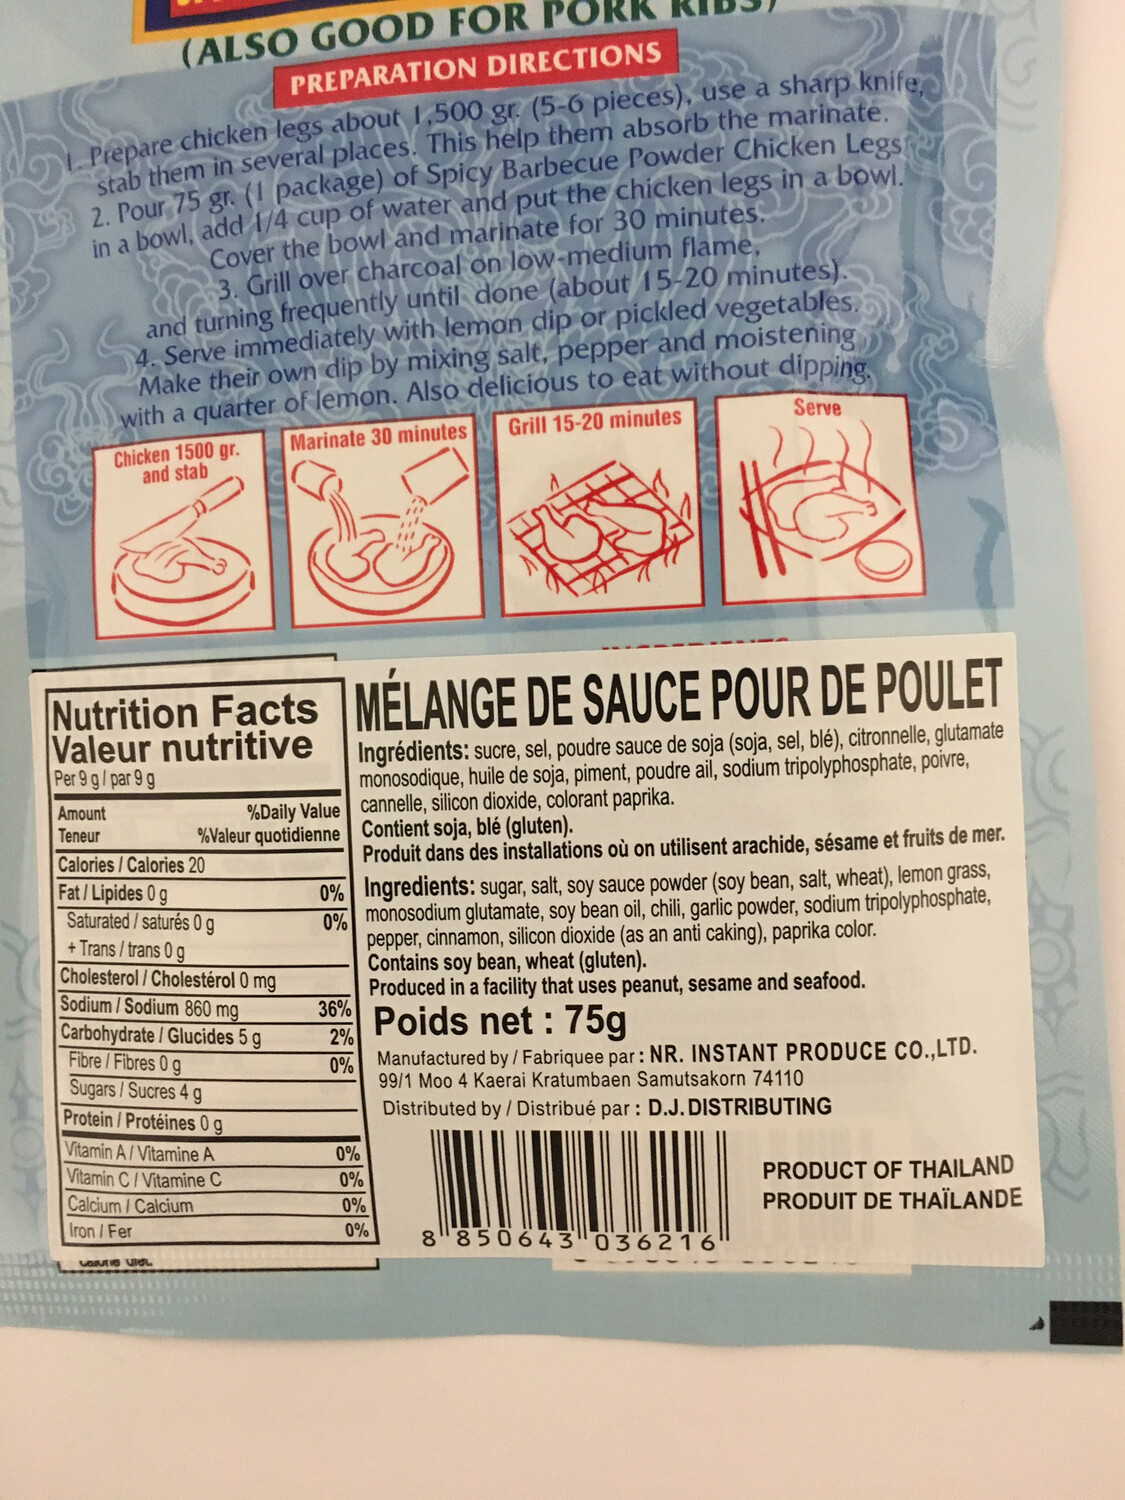 (ALSO GOOD FOR PORK RIBS)
PREPARATION DIRECTIONS
1. Prepare chicken legs about 1,500 gr. (5-6 pieces), use a sharp knife,
stab them in several places. This help them absorb the marinate.
2. Pour 75 gr. (1 package) of Spicy Barbecue Powder Chicken Legs
in a bowl, add 1/4 cup of water and put the chicken legs in a bowl.
Cover the bowl and marinate for 30 minutes.
3. Grill over charcoal on low-medium flame,
and turning frequently until done (about 15-20 minutes).
4. Serve immediately with lemon dip or pickled vegetables.
Make their own dip by mixing salt, pepper and moistening
with a quarter of lemon. Also delicious to eat without dipping.
Chicken 1500 gr.
and stab
Marinate 30 minutes
Grill 15-20 minutes
Serve
Nutrition Facts
Valeur nutritive
Per 9 g / par 9 g
Amount %Daily Value
Teneur %Valeur quotidienne
Calories / Calories 20
Fat / Lipides 0 g 0%
Saturated / saturés 0 g 0%
+ Trans / trans 0 g
Cholesterol / Cholestérol 0 mg
Sodium / Sodium 860 mg 36%
Carbohydrate / Glucides 5 g 2%
Fibre / Fibres 0 g 0%
Sugars / Sucres 4 g
Protein / Protéines 0 g
Vitamin A / Vitamine A 0%
Vitamin C / Vitamine C 0%
Calcium / Calcium 0%
Iron / Fer 0%
MÉLANGE DE SAUCE POUR DE POULET
Ingrédients: sucre, sel, poudre sauce de soja (soja, sel, blé), citronnelle, glutamate
monosodique, huile de soja, piment, poudre ail, sodium tripolyphosphate, poivre,
cannelle, silicon dioxide, colorant paprika.
Contient soja, blé (gluten).
Produit dans des installations où on utilisent arachide, sésame et fruits de mer.
Ingredients: sugar, salt, soy sauce powder (soy bean, salt, wheat), lemon grass,
monosodium glutamate, soy bean oil, chili, garlic powder, sodium tripolyphosphate,
pepper, cinnamon, silicon dioxide (as an anti caking), paprika color.
Contains soy bean, wheat (gluten).
Produced in a facility that uses peanut, sesame and seafood.
Poids net : 75g
Manufactured by / Fabriquee par : NR. INSTANT PRODUCE CO.,LTD.
99/1 Moo 4 Kaerai Kratumbaen Samutsakorn 74110
Distributed by / Distribué par : D.J. DISTRIBUTING
8 850643 036216
PRODUCT OF THAILAND
PRODUIT DE THAÏLANDE